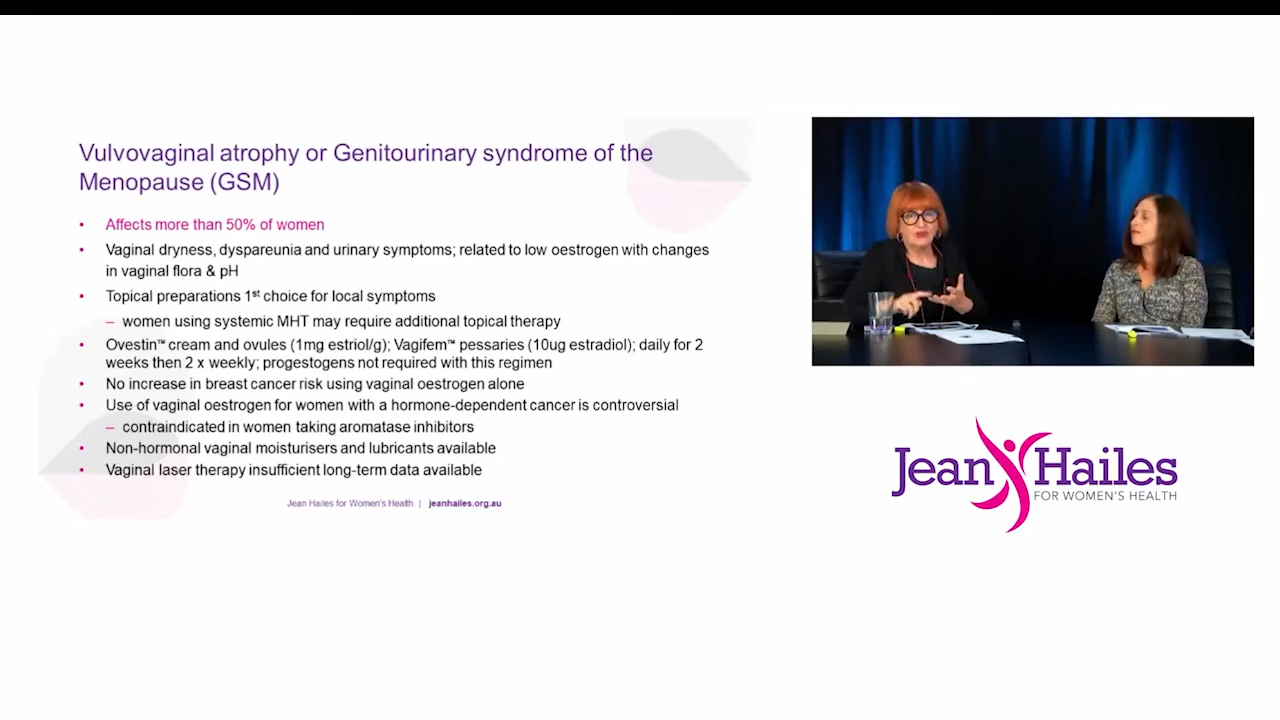 Vulvovaginal atrophy or Genitourinary syndrome of the
Menopause (GSM)
• Affects more than 50% of women
• Vaginal dryness, dyspareunia and urinary symptoms; related to low oestrogen with changes
in vaginal flora & pH
• Topical preparations 1st choice for local symptoms
– women using systemic MHT may require additional topical therapy
• Ovestin™ cream and ovules (1mg estriol/g); Vagifem™ pessaries (10ug estradiol); daily for 2
weeks then 2 x weekly; progestogens not required with this regimen
• No increase in breast cancer risk using vaginal oestrogen alone
• Use of vaginal oestrogen for women with a hormone-dependent cancer is controversial
– contraindicated in women taking aromatase inhibitors
• Non-hormonal vaginal moisturisers and lubricants available
• Vaginal laser therapy insufficient long-term data available
Jean Hailes for Women's Health | jeanhailes.org.au
Jean Hailes
FOR WOMEN'S HEALTH